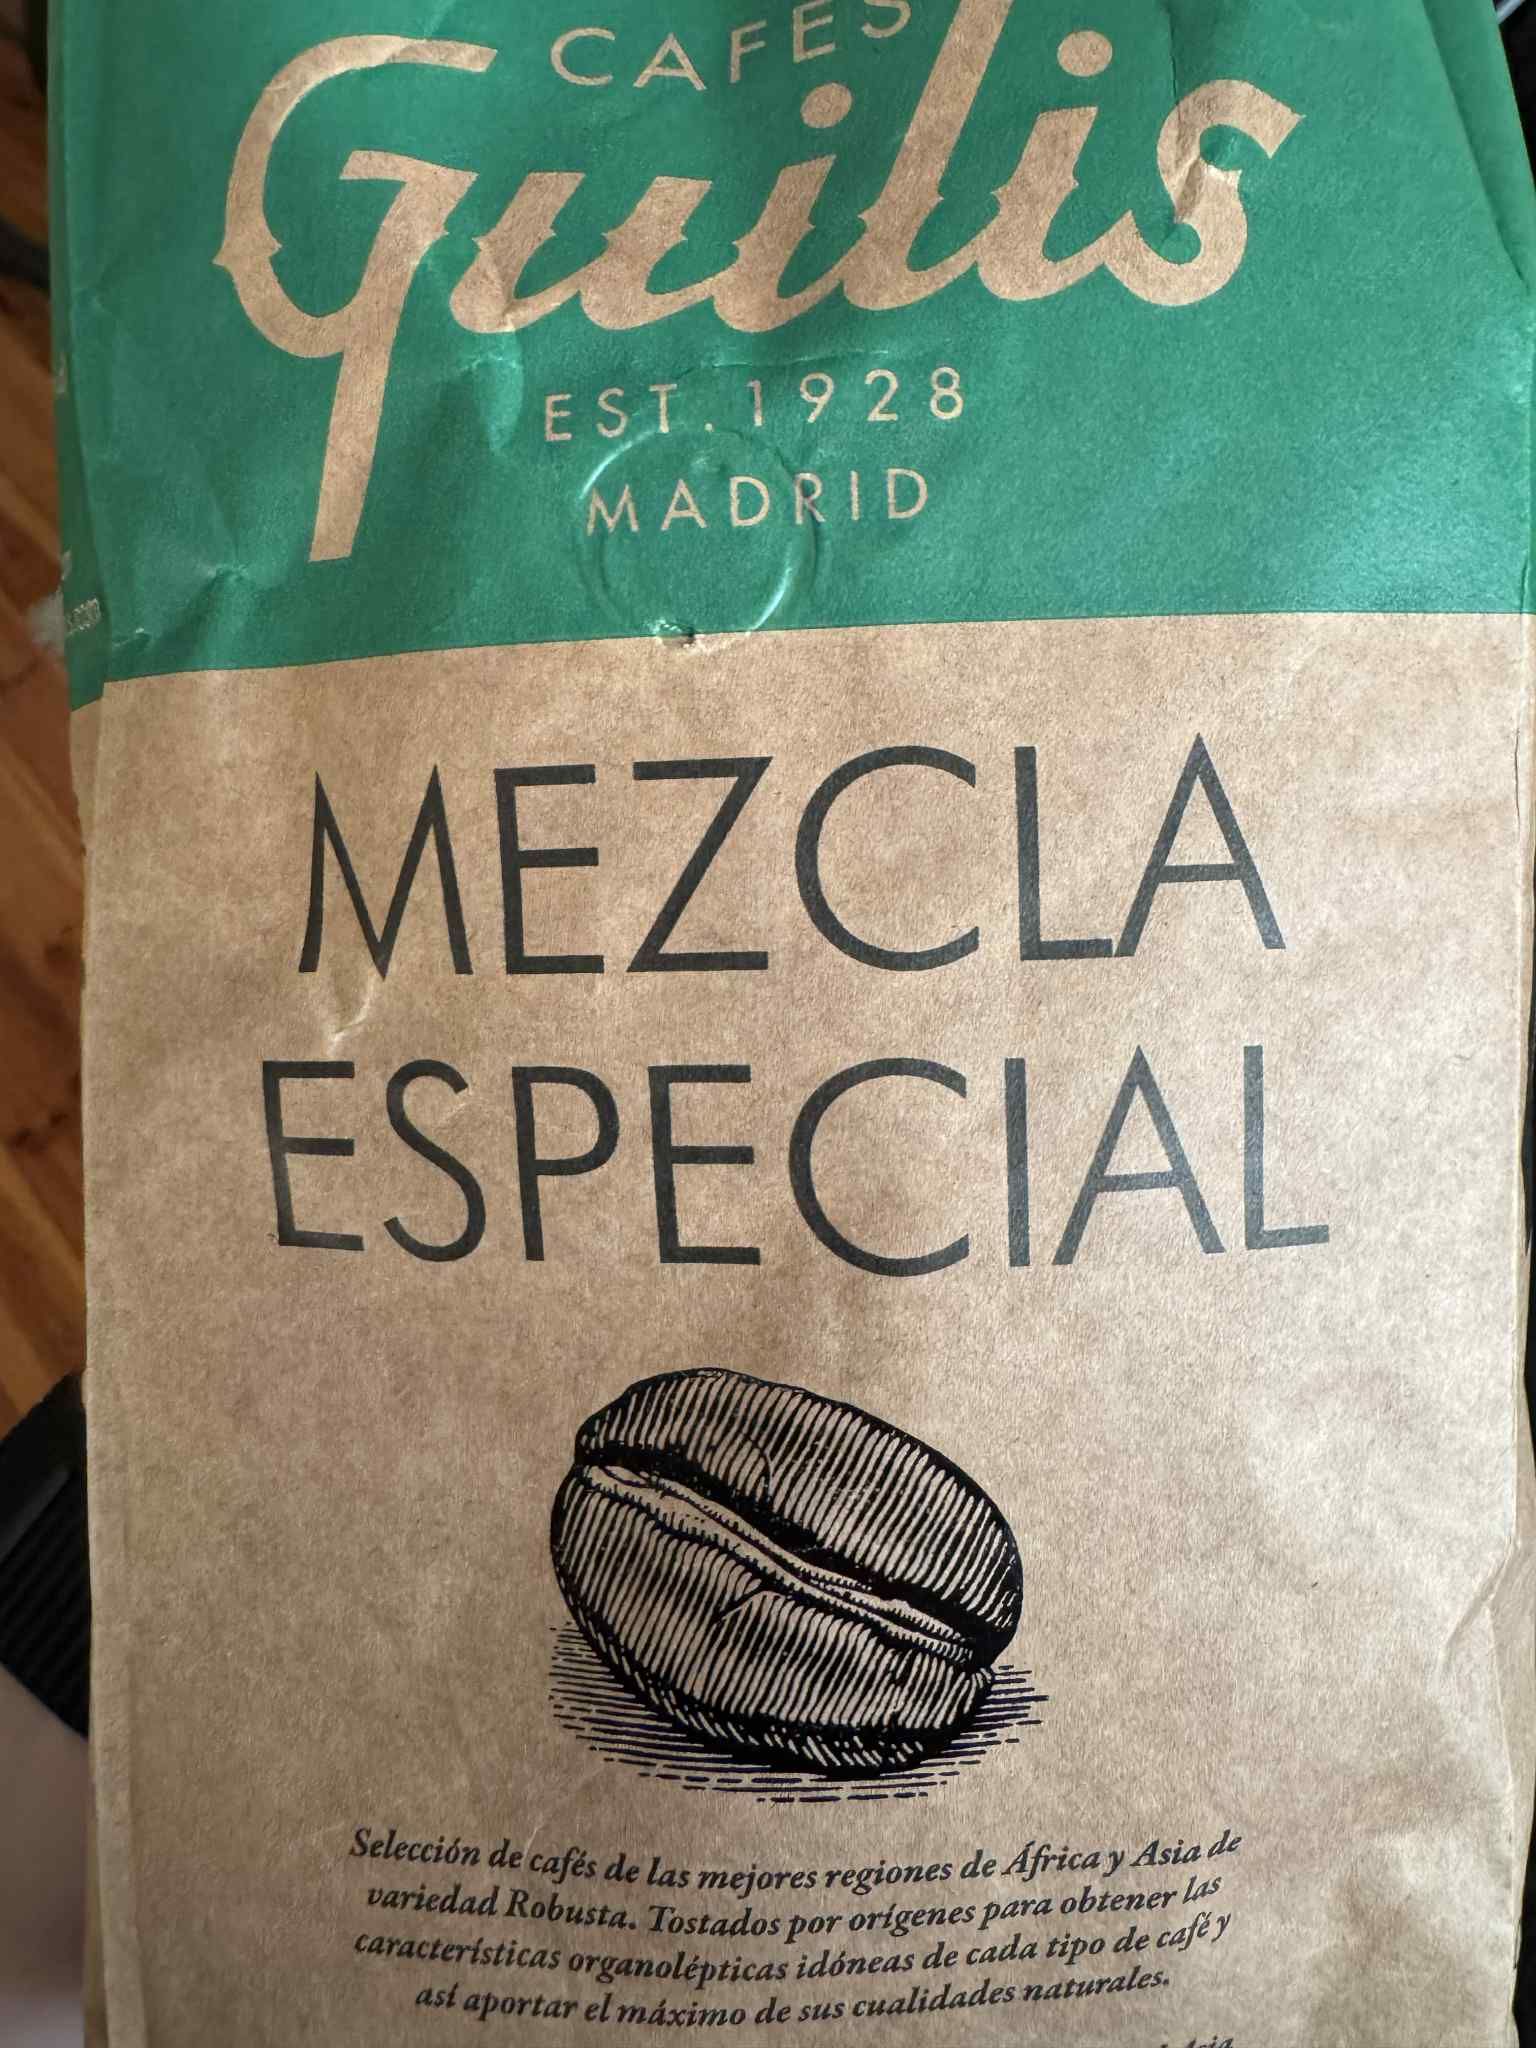 CAFÉS
Guilis
EST. 1928
MADRID
MEZCLA
ESPECIAL
Selección de cafés de las mejores regiones de África y Asia de
variedad Robusta. Tostados por orígenes para obtener las
características organolépticas idóneas de cada tipo de café y
así aportar el máximo de sus cualidades naturales.
Asia